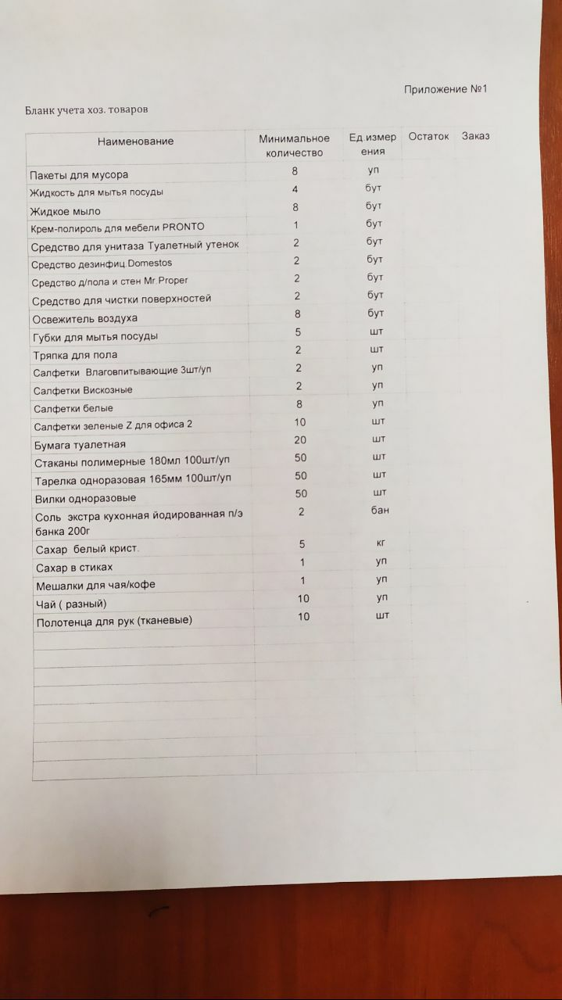 Приложение №1
Бланк учета хоз. товаров
Наименование Минимальное количество Ед измер ения Остаток Заказ
Пакеты для мусора 8 уп
Жидкость для мытья посуды 4 бут
Жидкое мыло 8 бут
Крем-полироль для мебели PRONTO 1 бут
Средство для унитаза Туалетный утенок 2 бут
Средство дезинфиц.Domestos 2 бут
Средство д/пола и стен Mr.Proper 2 бут
Средство для чистки поверхностей 2 бут
Освежитель воздуха 8 бут
Губки для мытья посуды 5 шт
Тряпка для пола 2 шт
Салфетки Влаговпитывающие 3шт/уп 2 уп
Салфетки Вискозные 2 уп
Салфетки белые 8 уп
Салфетки зеленые Z для офиса 2 10 шт
Бумага туалетная 20 шт
Стаканы полимерные 180мл 100шт/уп 50 шт
Тарелка одноразовая 165мм 100шт/уп 50 шт
Вилки одноразовые 50 шт
Соль экстра кухонная йодированная п/э 2 бан
банка 200г
Сахар белый крист. 5 кг
Сахар в стиках 1 уп
Мешалки для чая/кофе 1 уп
Чай ( разный) 10 уп
Полотенца для рук (тканевые) 10 шт